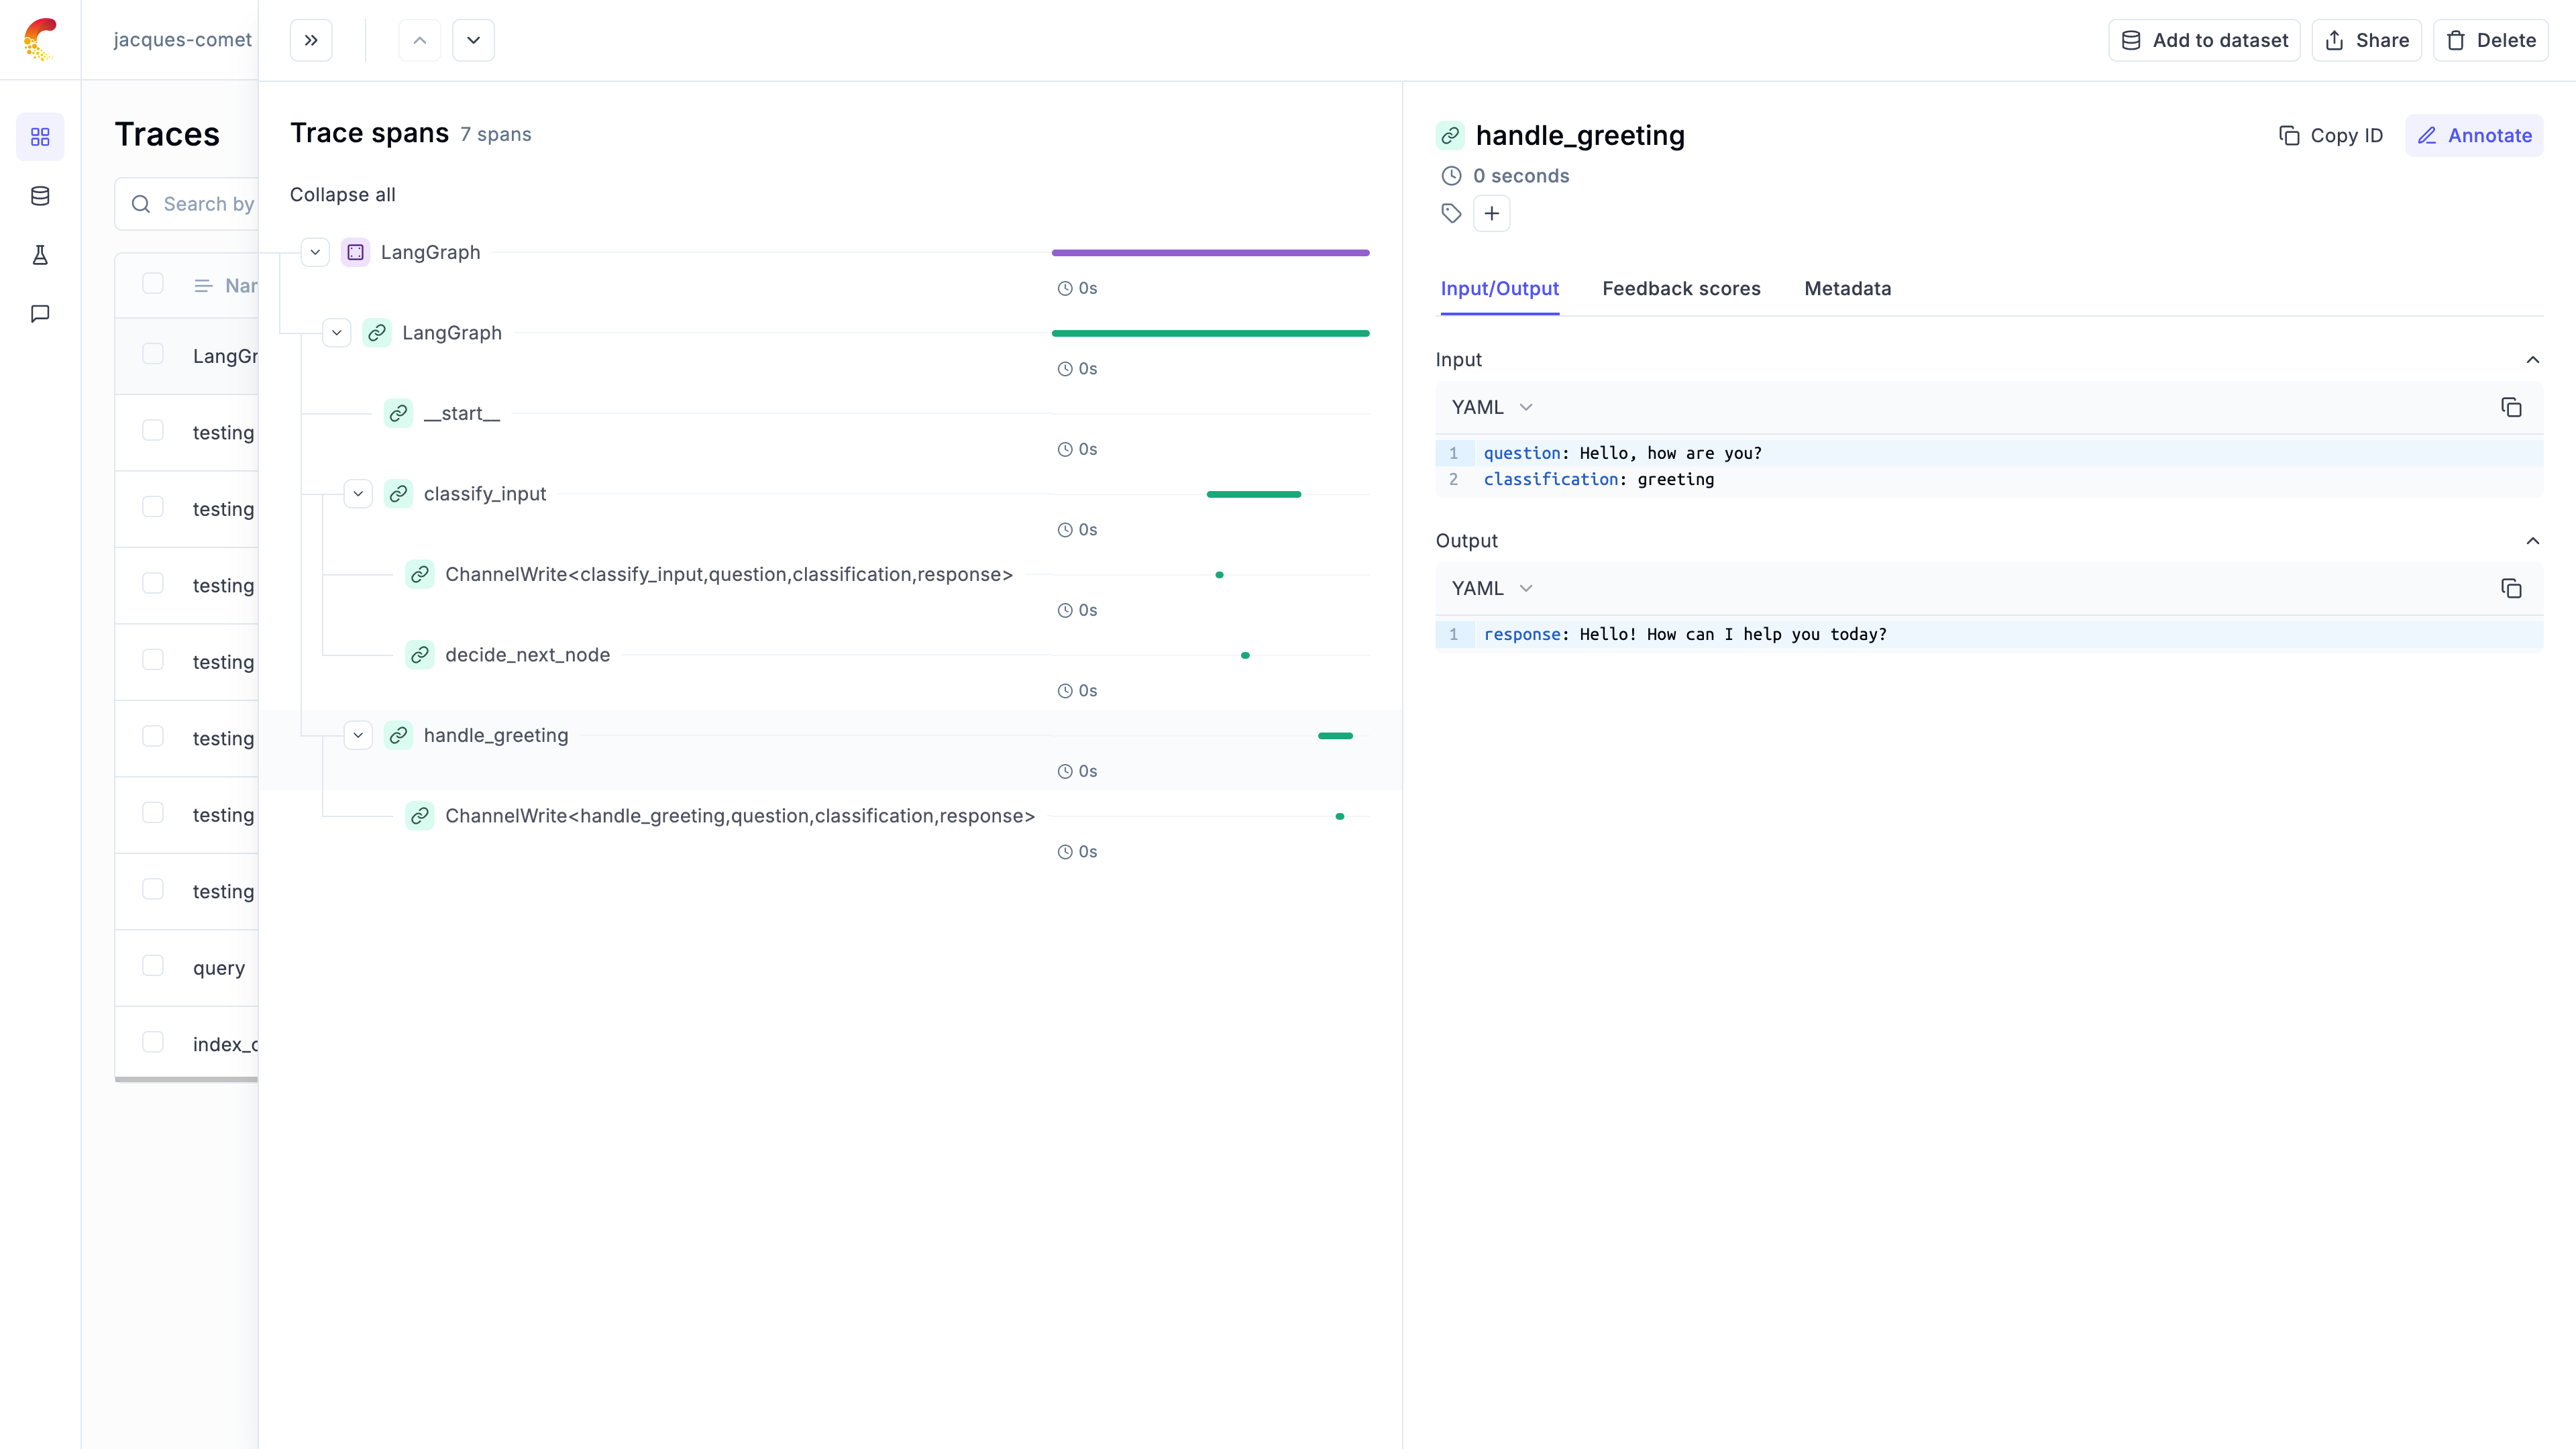 jacques-comet
Add to dataset
Share
Delete
Traces
Search by
LangGr
testing
testing
testing
testing
testing
testing
testing
query
Trace spans 7 spans
Collapse all
LangGraph
0s
LangGraph
0s
__start__
0s
classify_input
0s
ChannelWrite<classify_input,question,classification,response>
0s
decide_next_node
0s
handle_greeting
0s
ChannelWrite<handle_greeting,question,classification,response>
0s
handle_greeting
Copy ID
Annotate
0 seconds
Input/Output
Feedback scores
Metadata
Input
YAML
1 question: Hello, how are you?
2 classification: greeting
Output
YAML
1 response: Hello! How can I help you today?